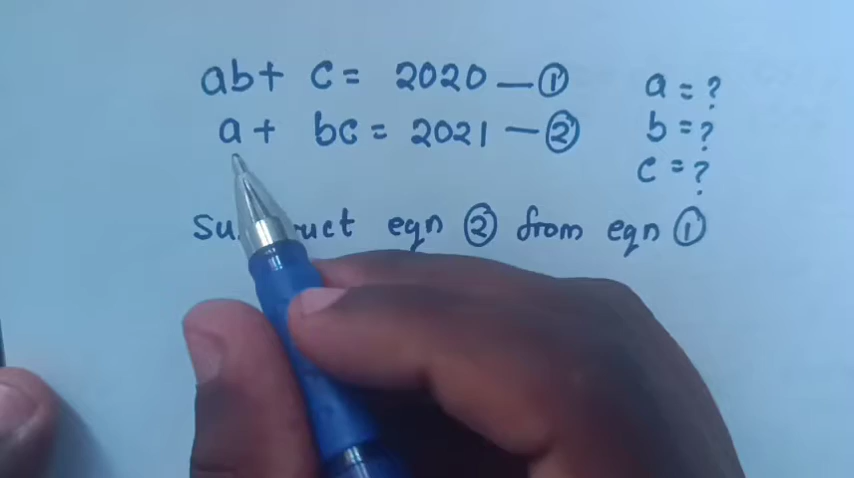 ab + c = 2020 — ①
a + bc = 2021 — ②
a = ?
b = ?
c = ?
eqn ② from eqn ①